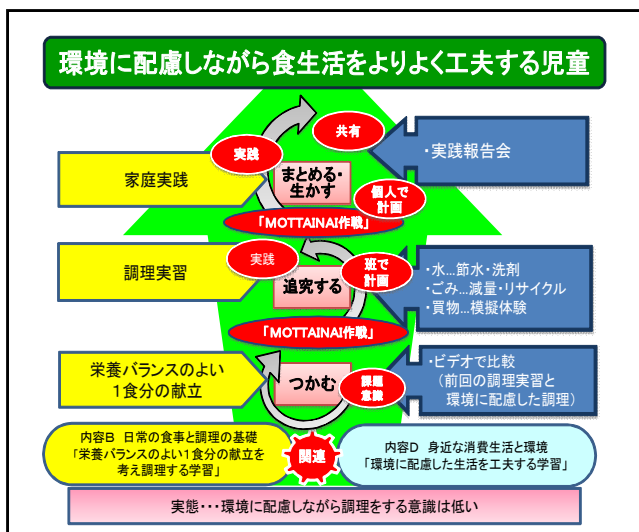 環境に配慮しながら食生活をよりよく工夫する児童
共有
・実践報告会
実践
家庭実践
まとめる・
生かす
個人で
計画
「MOTTAINAI作戦」
調理実習
実践
追究する
班で
計画
・水…節水・洗剤
・ごみ…減量・リサイクル
・買物…模擬体験
「MOTTAINAI作戦」
栄養バランスのよい
1食分の献立
つかむ
課題
意識
・ビデオで比較
(前回の調理実習と
環境に配慮した調理)
内容B 日常の食事と調理の基礎
「栄養バランスのよい1食分の献立を
考え調理する学習」
関連
内容D 身近な消費生活と環境
「環境に配慮した生活を工夫する学習」
実態・・・環境に配慮しながら調理をする意識は低い